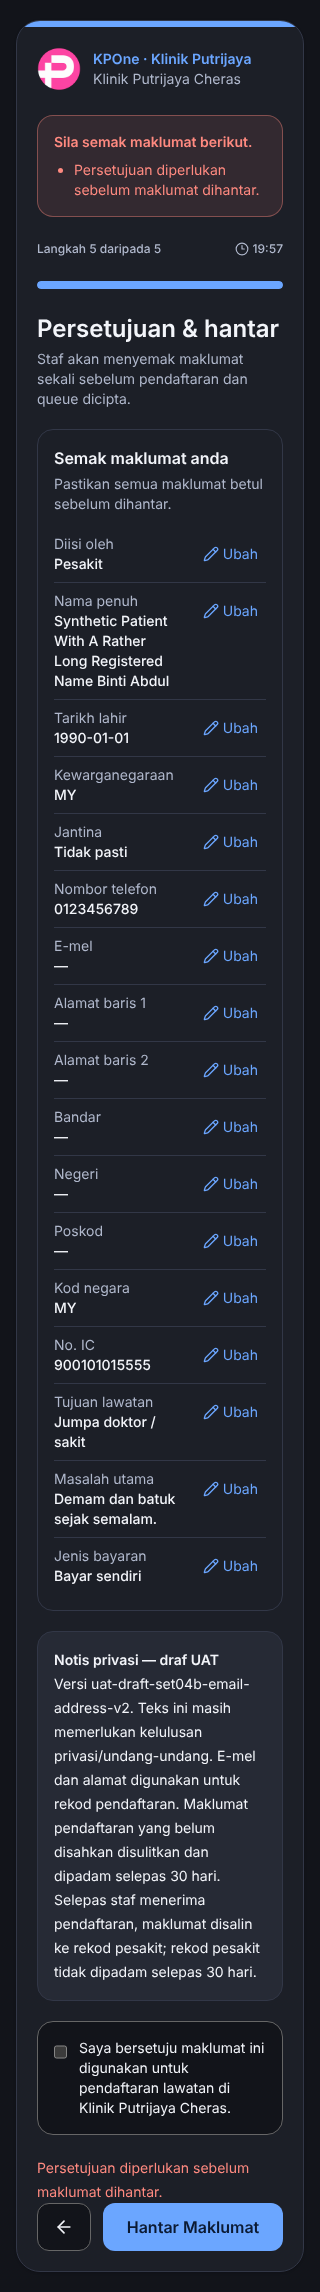 KPOne · Klinik Putrijaya
Klinik Putrijaya Cheras
Sila semak maklumat berikut.
• Persetujuan diperlukan
sebelum maklumat dihantar.
Langkah 5 daripada 5
19:57
Persetujuan & hantar
Staf akan menyemak maklumat
sekali sebelum pendaftaran dan
queue dicipta.
Semak maklumat anda
Pastikan semua maklumat betul
sebelum dihantar.
Diisi oleh
Pesakit
Ubah
Nama penuh
Synthetic Patient
With A Rather
Long Registered
Name Binti Abdul
Ubah
Tarikh lahir
1990-01-01
Ubah
Kewarganegaraan
MY
Ubah
Jantina
Tidak pasti
Ubah
Nombor telefon
0123456789
Ubah
E-mel
—
Ubah
Alamat baris 1
—
Ubah
Alamat baris 2
—
Ubah
Bandar
—
Ubah
Negeri
—
Ubah
Poskod
—
Ubah
Kod negara
MY
Ubah
No. IC
900101015555
Ubah
Tujuan lawatan
Jumpa doktor /
sakit
Ubah
Masalah utama
Demam dan batuk
sejak semalam.
Ubah
Jenis bayaran
Bayar sendiri
Ubah
Notis privasi — draf UAT
Versi uat-draft-set04b-email-
address-v2. Teks ini masih
memerlukan kelulusan
privasi/undang-undang. E-mel
dan alamat digunakan untuk
rekod pendaftaran. Maklumat
pendaftaran yang belum
disahkan disulitkan dan
dipadam selepas 30 hari.
Selepas staf menerima
pendaftaran, maklumat disalin
ke rekod pesakit; rekod pesakit
tidak dipadam selepas 30 hari.
Saya bersetuju maklumat ini
digunakan untuk
pendaftaran lawatan di
Klinik Putrijaya Cheras.
Persetujuan diperlukan sebelum
maklumat dihantar.
Hantar Maklumat